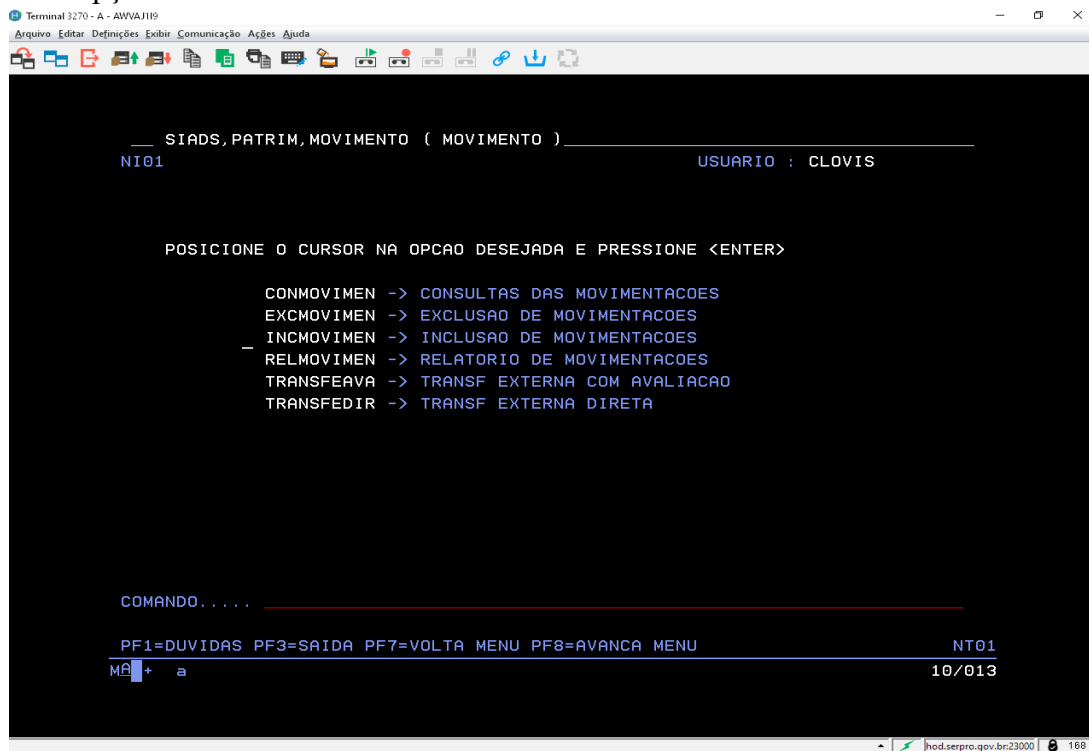 Terminal 3270 - A - AWVAJ1I9
Arquivo Editar Definições Exibir Comunicação Ações Ajuda
SIADS,PATRIM,MOVIMENTO ( MOVIMENTO )
NI01 USUARIO : CLOVIS
POSICIONE O CURSOR NA OPCAO DESEJADA E PRESSIONE <ENTER>
CONMOVIMEN -> CONSULTAS DAS MOVIMENTACOES
EXCMOVIMEN -> EXCLUSAO DE MOVIMENTACOES
_ INCMOVIMEN -> INCLUSAO DE MOVIMENTACOES
RELMOVIMEN -> RELATORIO DE MOVIMENTACOES
TRANSFEAVA -> TRANSF EXTERNA COM AVALIACAO
TRANSFEDIR -> TRANSF EXTERNA DIRETA
COMANDO.....
PF1=DUVIDAS PF3=SAIDA PF7=VOLTA MENU PF8=AVANCA MENU NT01
MA + a 10/013
hod.serpro.gov.br:23000 168